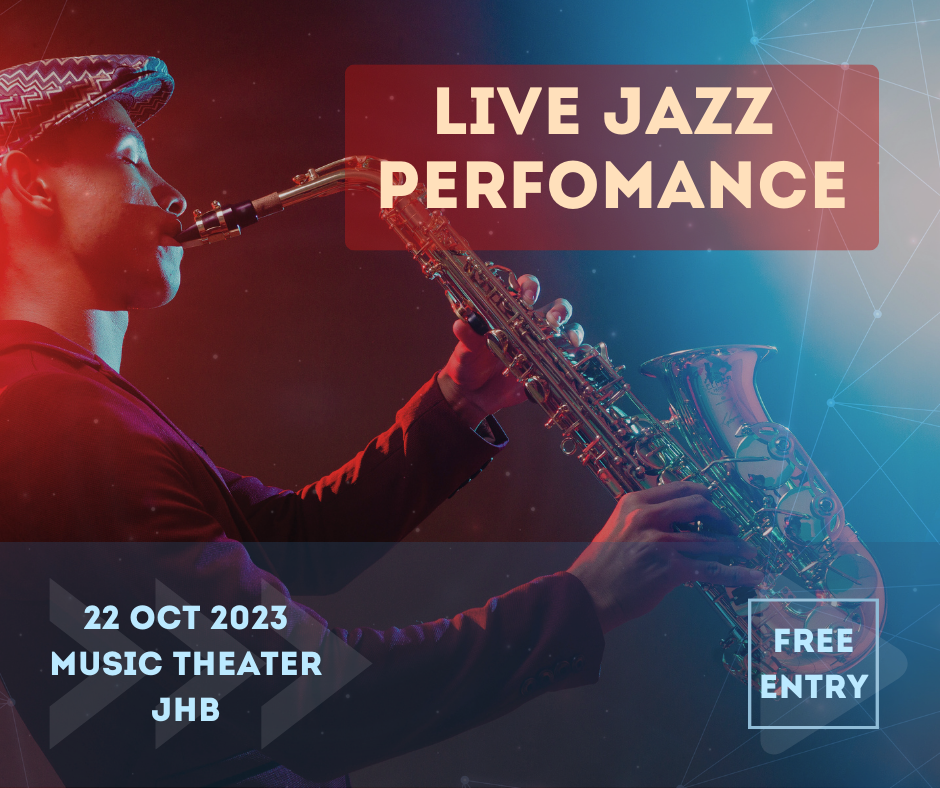 LIVE JAZZ
PERFOMANCE
22 OCT 2023
MUSIC THEATER
JHB
FREE
ENTRY